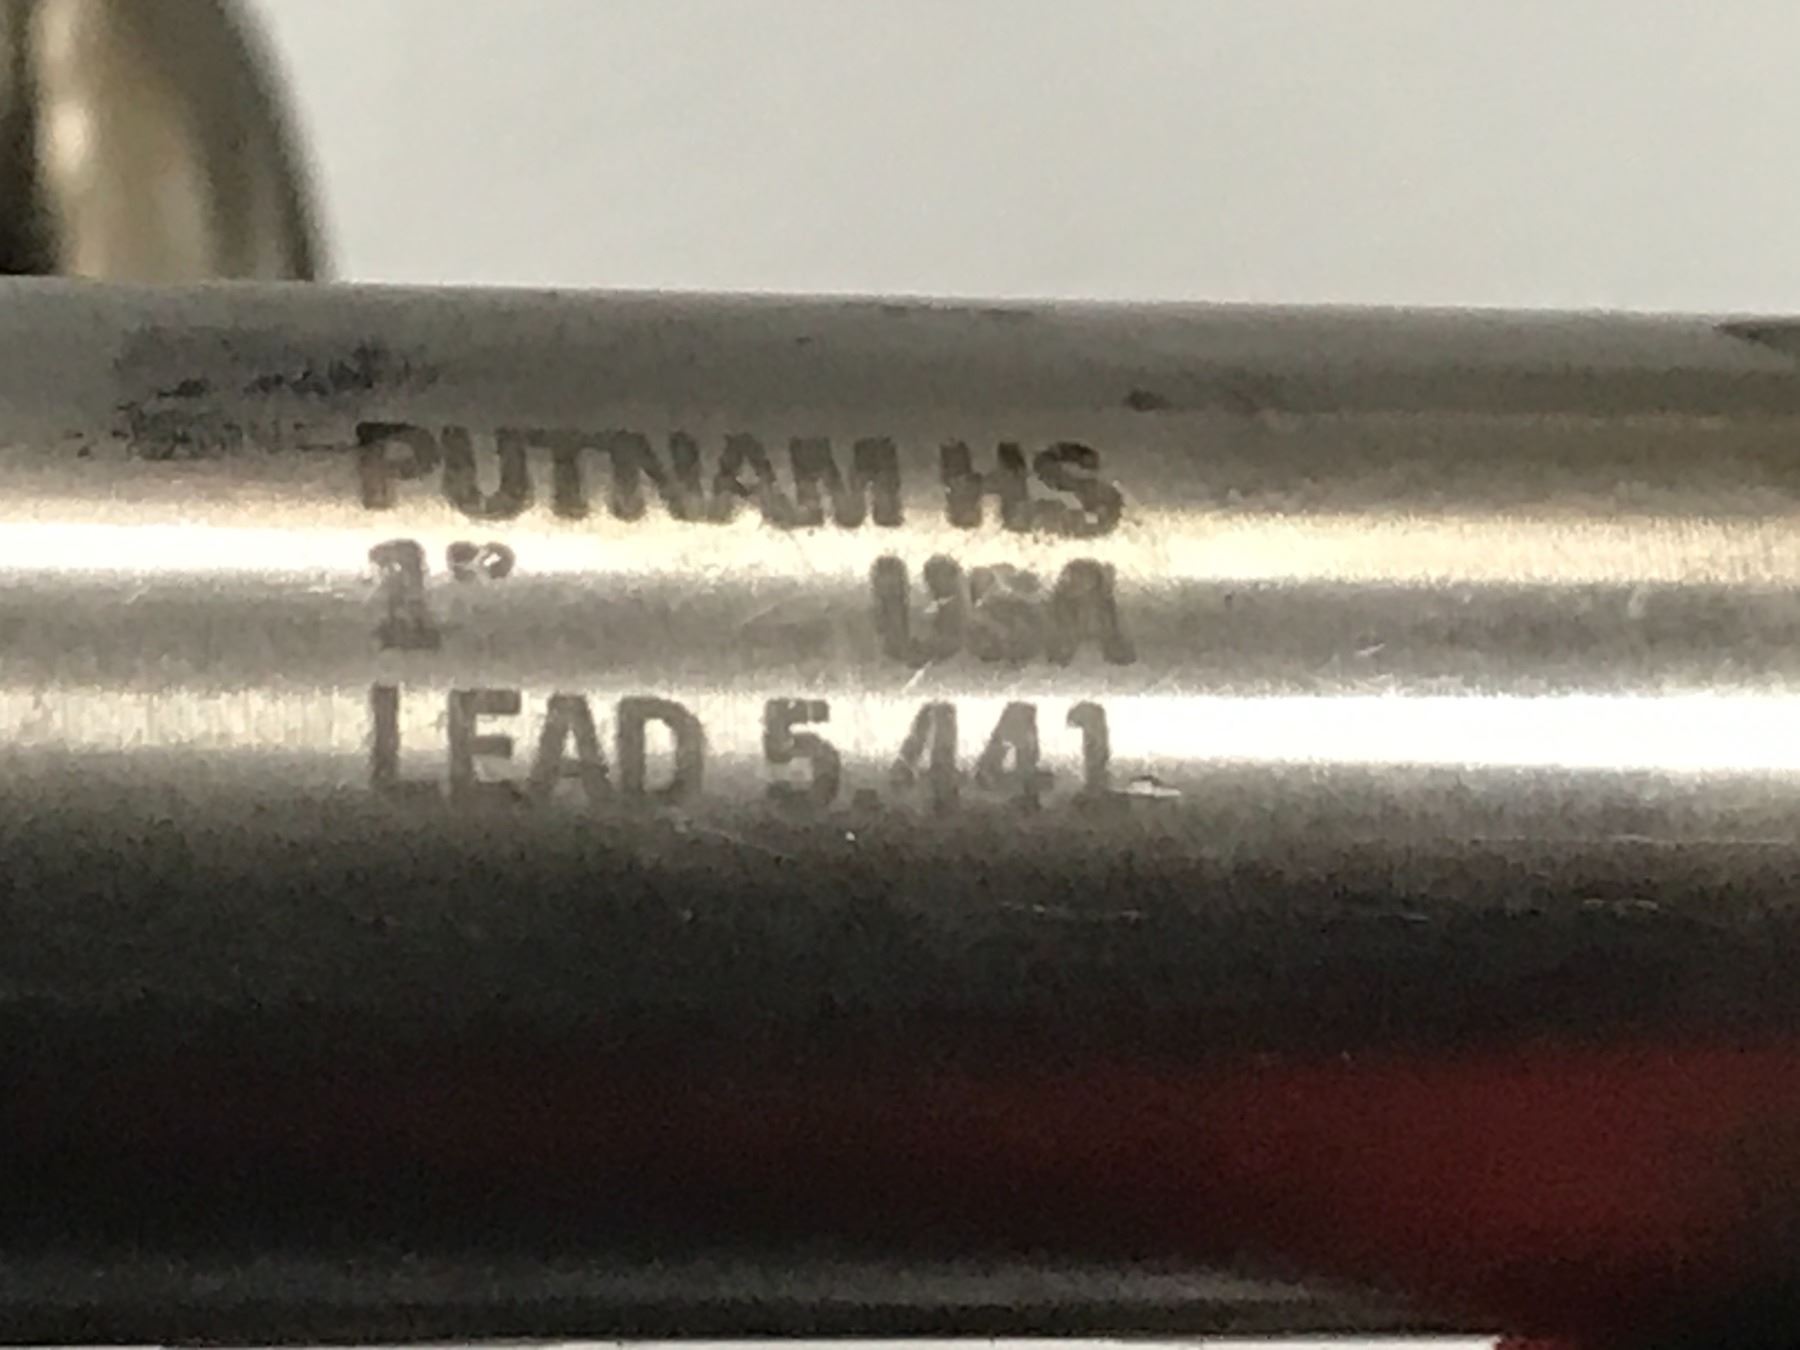 PUTNAM HS
1" USA
LEAD 5.441